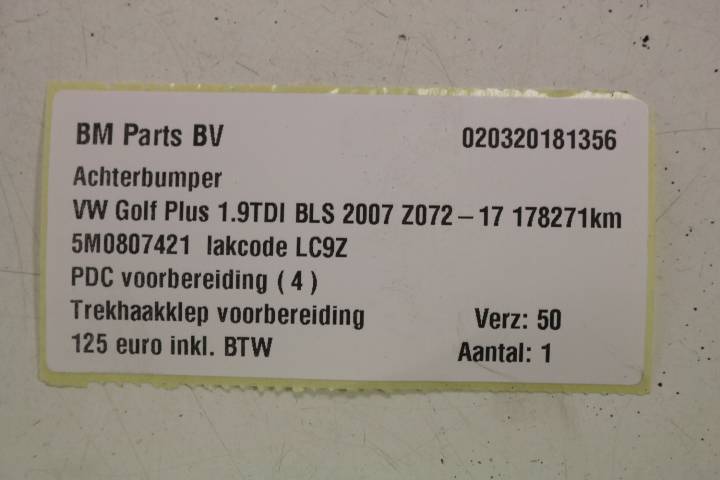 BM Parts BV 020320181356
Achterbumper
VW Golf Plus 1.9TDI BLS 2007 Z072-17 178271km
5M0807421 lakcode LC9Z
PDC voorbereiding (4)
Trekhaakklep voorbereiding Verz: 50
125 euro inkl. BTW Aantal: 1